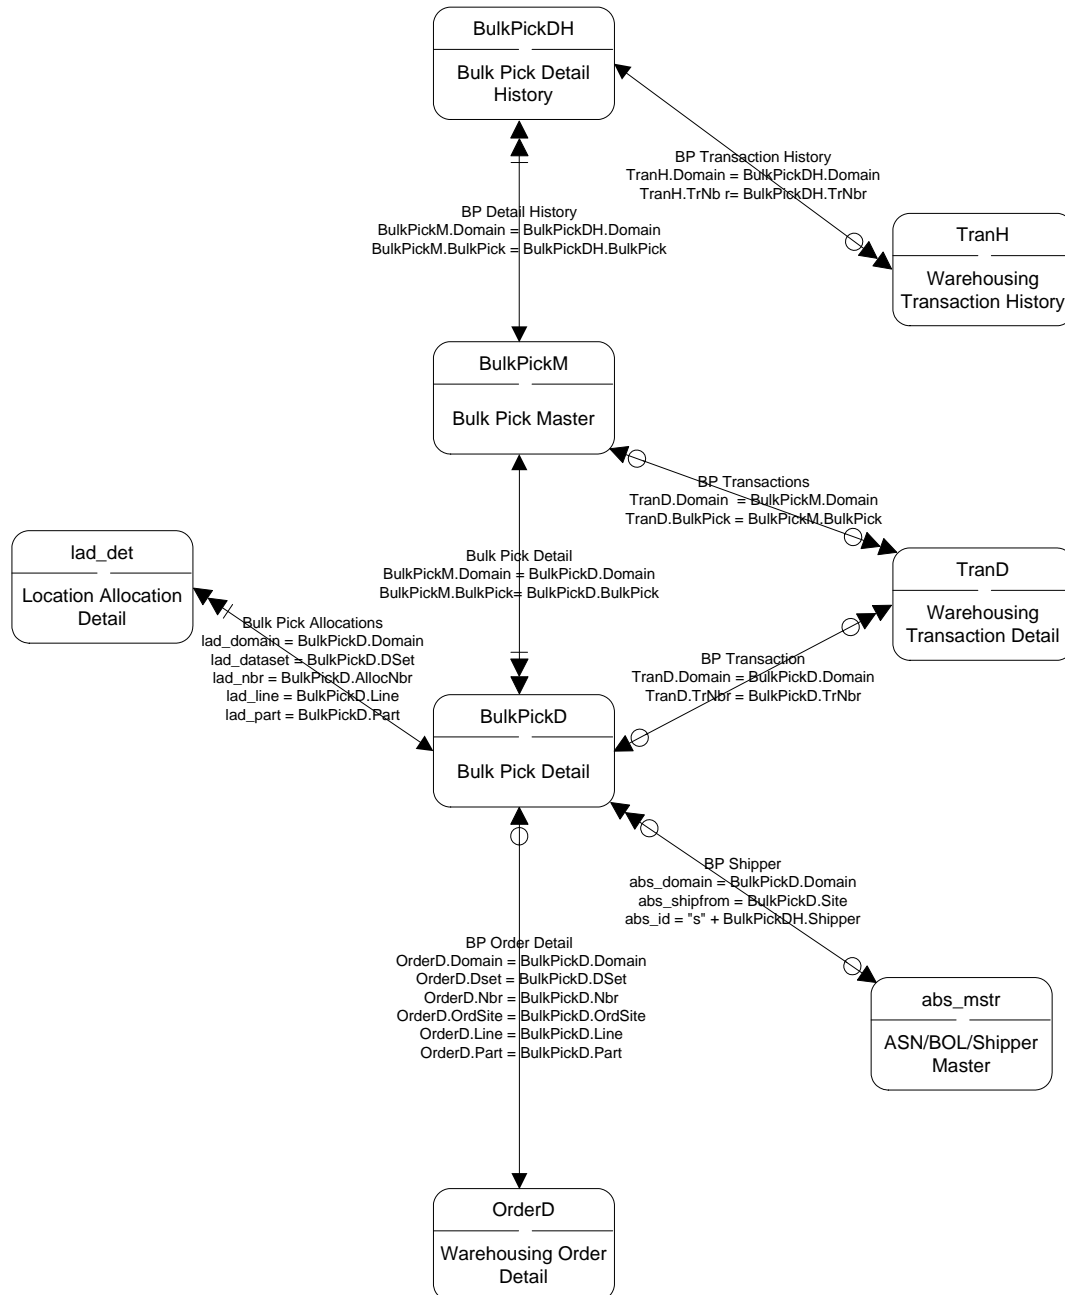 BulkPickDH
Bulk Pick Detail
History
BP Transaction History
TranH.Domain = BulkPickDH.Domain
TranH.TrNb r= BulkPickDH.TrNbr
BP Detail History
BulkPickM.Domain = BulkPickDH.Domain
BulkPickM.BulkPick = BulkPickDH.BulkPick
TranH
Warehousing
Transaction History
BulkPickM
Bulk Pick Master
BP Transactions
TranD.Domain  = BulkPickM.Domain
TranD.BulkPick = BulkPickM.BulkPick
lad_det
Location Allocation
Detail
Bulk Pick Detail
BulkPickM.Domain = BulkPickD.Domain
BulkPickM.BulkPick= BulkPickD.BulkPick
TranD
Warehousing
Transaction Detail
Bulk Pick Allocations
lad_domain = BulkPickD.Domain
lad_dataset = BulkPickD.DSet
lad_nbr = BulkPickD.AllocNbr
lad_line = BulkPickD.Line
lad_part = BulkPickD.Part
BP Transaction
TranD.Domain = BulkPickD.Domain
TranD.TrNbr = BulkPickD.TrNbr
BulkPickD
Bulk Pick Detail
BP Shipper
abs_domain = BulkPickD.Domain
abs_shipfrom = BulkPickD.Site
abs_id = "s" + BulkPickDH.Shipper
BP Order Detail
OrderD.Domain = BulkPickD.Domain
OrderD.Dset = BulkPickD.DSet
OrderD.Nbr = BulkPickD.Nbr
OrderD.OrdSite = BulkPickD.OrdSite
OrderD.Line = BulkPickD.Line
OrderD.Part = BulkPickD.Part
abs_mstr
ASN/BOL/Shipper
Master
OrderD
Warehousing Order
Detail